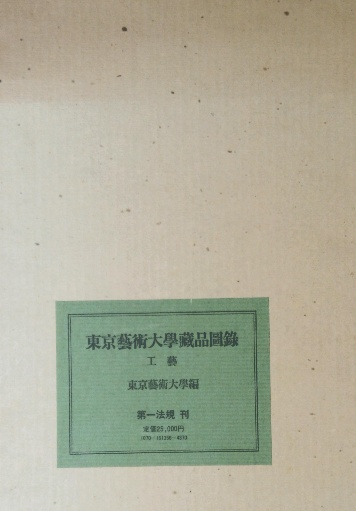 東京藝術大學藏品圖錄
工藝
東京藝術大學編
第一法規 刊